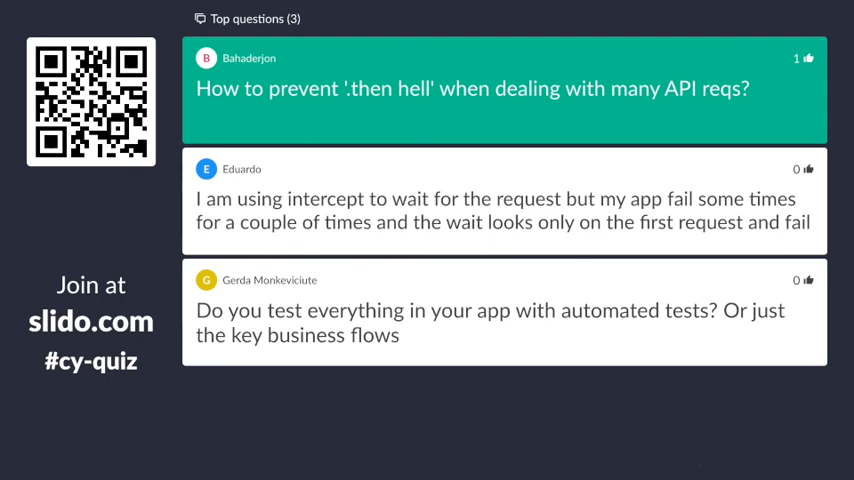 Top questions (3)
B Bahaderjon 1
How to prevent '.then hell' when dealing with many API reqs?
E Eduardo 0
I am using intercept to wait for the request but my app fail some times
for a couple of times and the wait looks only on the first request and fail
Join at
slido.com
#cy-quiz
G Gerda Monkeviciute 0
Do you test everything in your app with automated tests? Or just
the key business flows